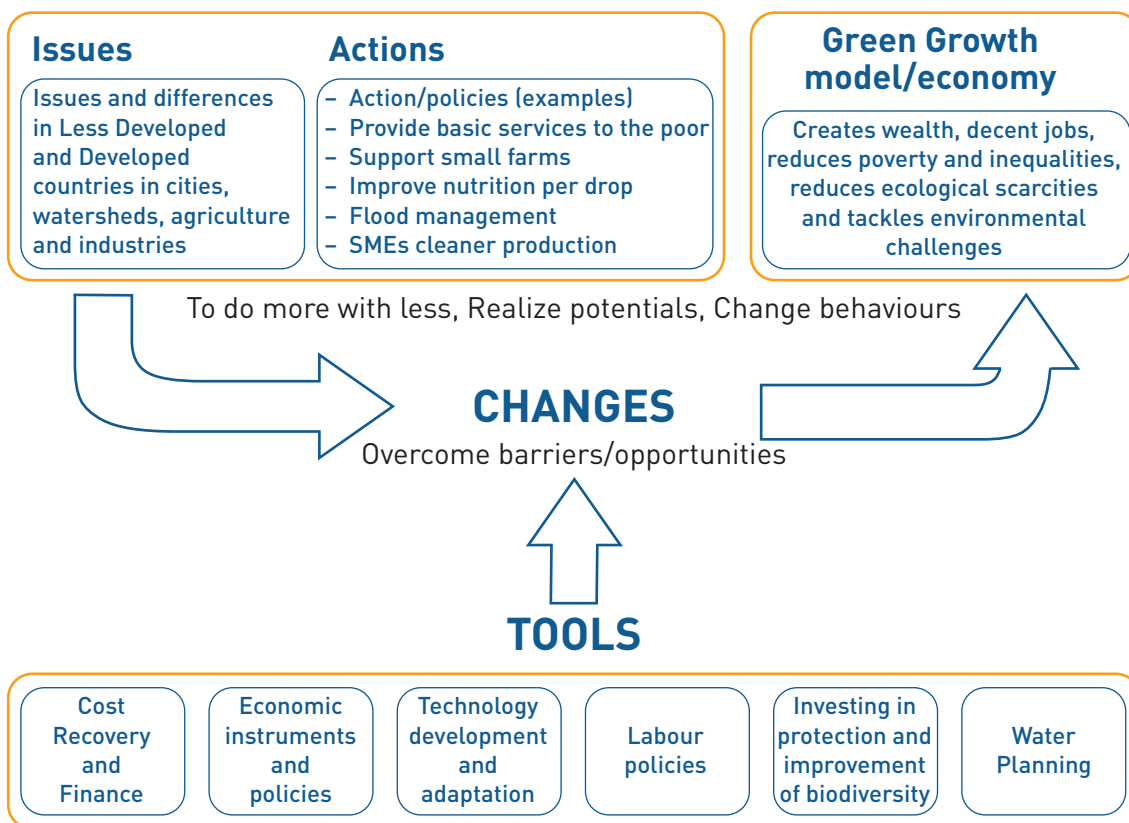 Issues
Issues and differences
in Less Developed
and Developed
countries in cities,
watersheds, agriculture
and industries
Actions
– Action/policies (examples)
– Provide basic services to the poor
– Support small farms
– Improve nutrition per drop
– Flood management
– SMEs cleaner production
Green Growth
model/economy
Creates wealth, decent jobs,
reduces poverty and inequalities,
reduces ecological scarcities
and tackles environmental
challenges
To do more with less, Realize potentials, Change behaviours
CHANGES
Overcome barriers/opportunities
TOOLS
Cost
Recovery
and
Finance
Economic
instruments
and
policies
Technology
development
and
adaptation
Labour
policies
Investing in
protection and
improvement
of biodiversity
Water
Planning